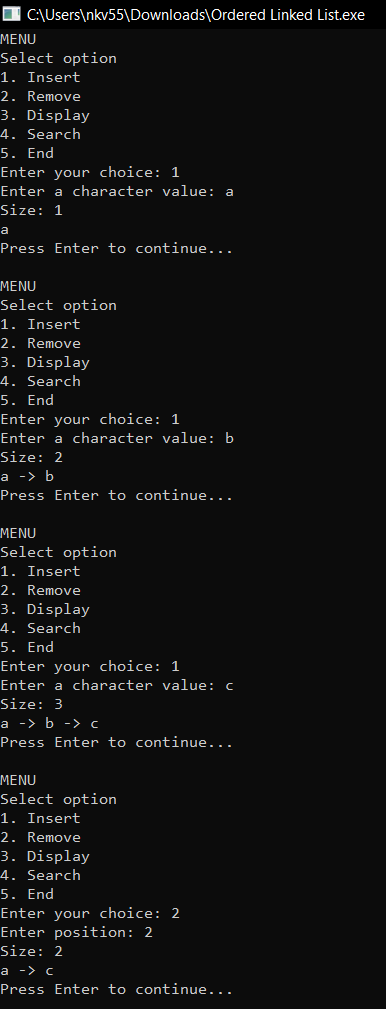 C:\Users\nkv55\Downloads\Ordered Linked List.exe
MENU
Select option
1. Insert
2. Remove
3. Display
4. Search
5. End
Enter your choice: 1
Enter a character value: a
Size: 1
a
Press Enter to continue...
MENU
Select option
1. Insert
2. Remove
3. Display
4. Search
5. End
Enter your choice: 1
Enter a character value: b
Size: 2
a -> b
Press Enter to continue...
MENU
Select option
1. Insert
2. Remove
3. Display
4. Search
5. End
Enter your choice: 1
Enter a character value: c
Size: 3
a -> b -> c
Press Enter to continue...
MENU
Select option
1. Insert
2. Remove
3. Display
4. Search
5. End
Enter your choice: 2
Enter position: 2
Size: 2
a -> c
Press Enter to continue...